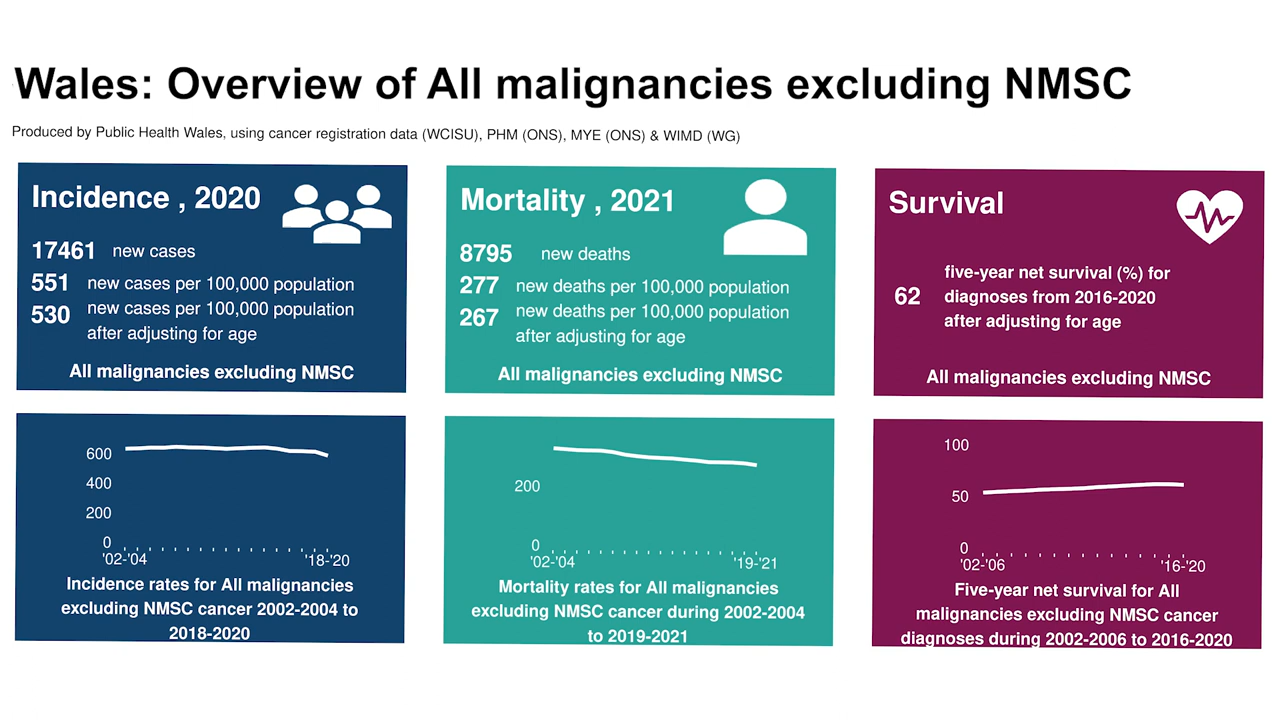 Wales: Overview of All malignancies excluding NMSC
Produced by Public Health Wales, using cancer registration data (WCISU), PHM (ONS), MYE (ONS) & WIMD (WG)
Incidence , 2020
17461 new cases
551 new cases per 100,000 population
530 new cases per 100,000 population
after adjusting for age
All malignancies excluding NMSC
Mortality , 2021
8795 new deaths
277 new deaths per 100,000 population
267 new deaths per 100,000 population
after adjusting for age
All malignancies excluding NMSC
Survival
five-year net survival (%) for
62 diagnoses from 2016-2020
after adjusting for age
All malignancies excluding NMSC
600
400
200
0
'02-'04 '18-'20
Incidence rates for All malignancies
excluding NMSC cancer 2002-2004 to
2018-2020
200
0
'02-'04 '19-'21
Mortality rates for All malignancies
excluding NMSC cancer during 2002-2004
to 2019-2021
100
50
0
'02-'06 '16-'20
Five-year net survival for All
malignancies excluding NMSC cancer
diagnoses during 2002-2006 to 2016-2020